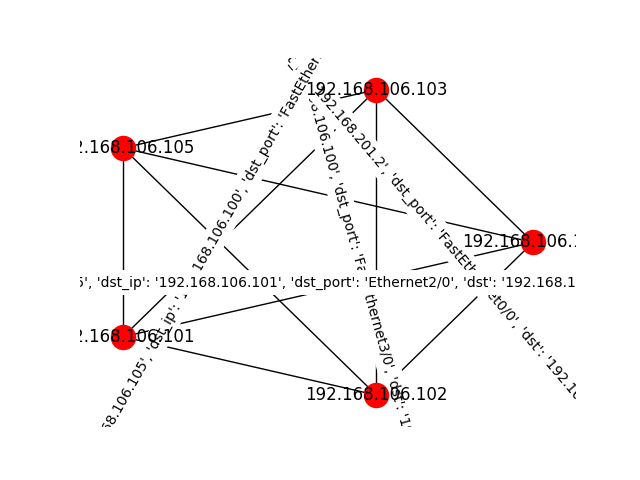 192.168.106.103
2.168.106.105
192.168.106.1
5', 'dst_ip': '192.168.106.101', 'dst_port': 'Ethernet2/0', 'dst': '192.168.1
2.168.106.101
192.168.106.102
68.106.105', 'dst_ip': '1 168.106.100', 'dst_port': 'FastEther
6.106.100', 'dst_port': 'Fa thernet3/0', 'dst': '1
192.168.201.2', 'dst_port': 'FastEthernet0/0', 'dst': '192.16